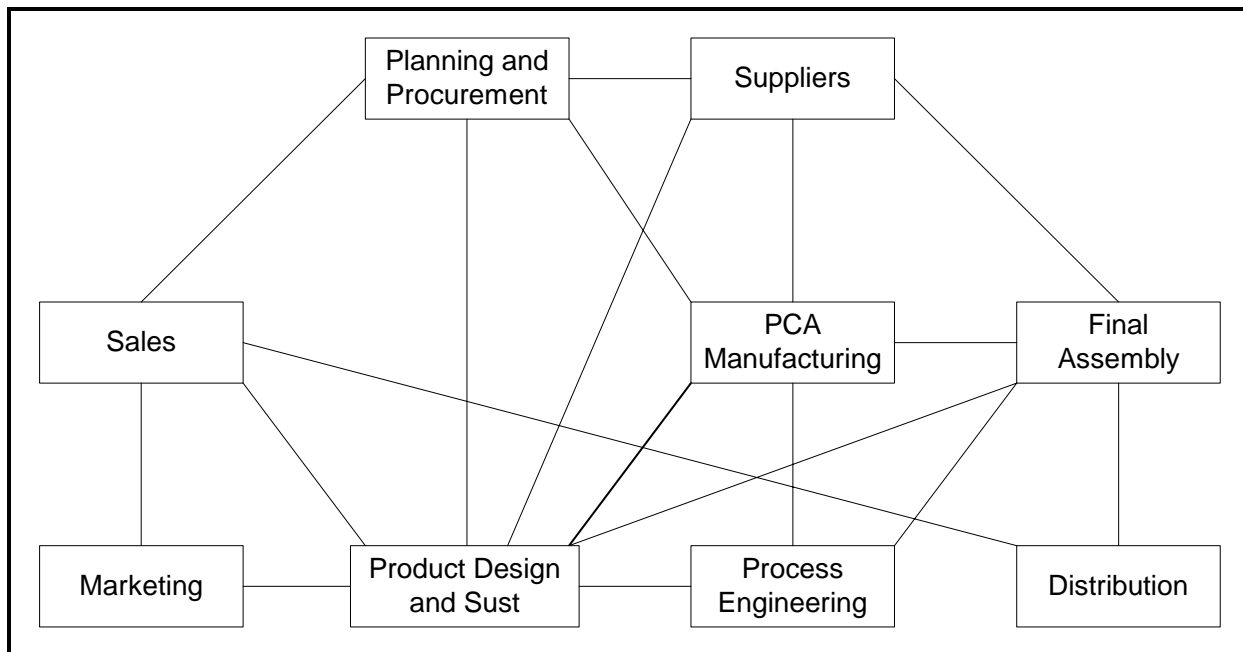 Planning and
Procurement
Suppliers
Sales
PCA
Manufacturing
Final
Assembly
Marketing
Product Design
and Sust
Process
Engineering
Distribution